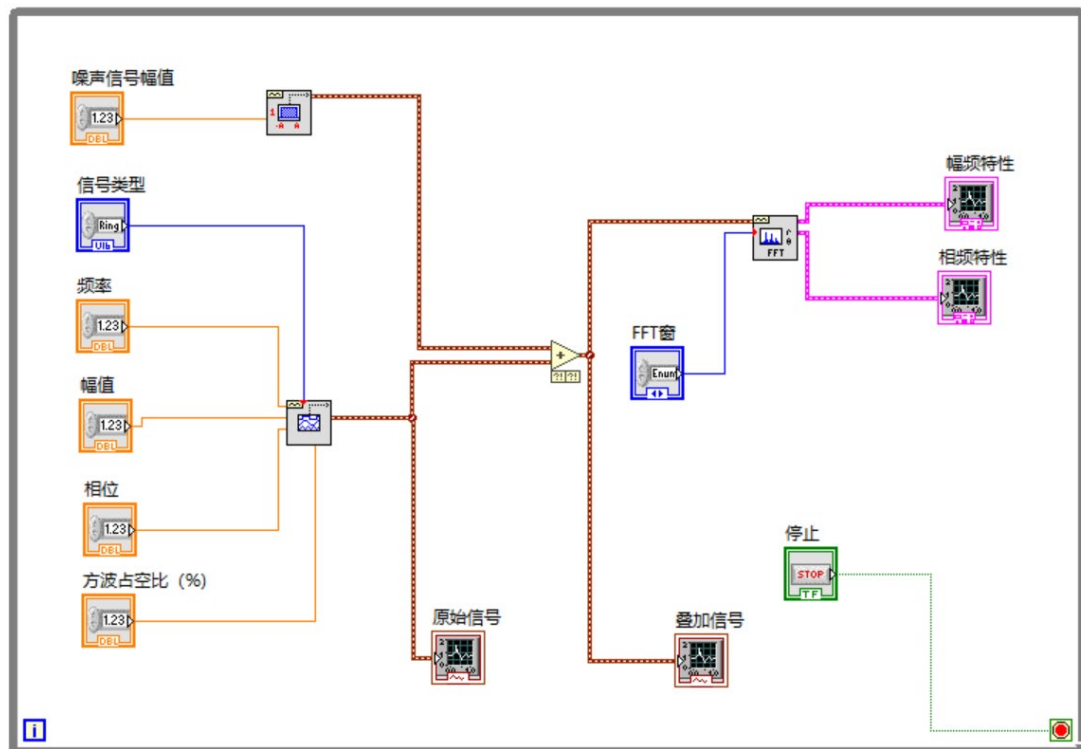 噪声信号幅值
1.23
DBL
1
-A A
信号类型
Ring
U16
频率
1.23
DBL
幅值
1.23
DBL
相位
1.23
DBL
方波占空比（%）
1.23
DBL
+
?! ?!
原始信号
叠加信号
FFT窗
Enum
FFT
幅频特性
相频特性
停止
STOP
TF
i